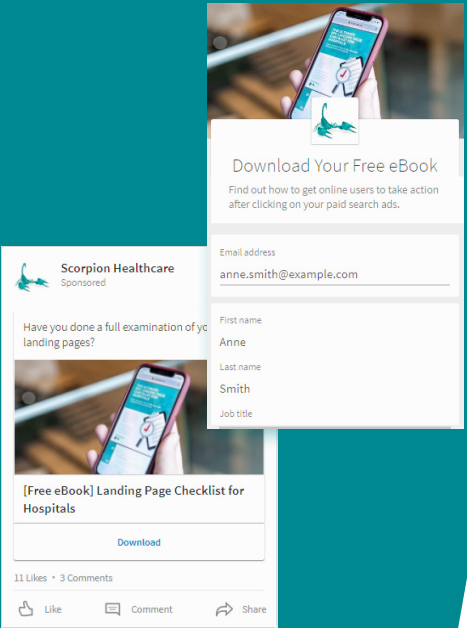 Download Your Free eBook
Find out how to get online users to take action
after clicking on your paid search ads.
Email address
anne.smith@example.com
First name
Anne
Last name
Smith
Job title
Scorpion Healthcare
Sponsored
Have you done a full examination of
landing pages?
[Free eBook] Landing Page Checklist for
Hospitals
Download
11 Likes • 3 Comments
Like
Comment
Share